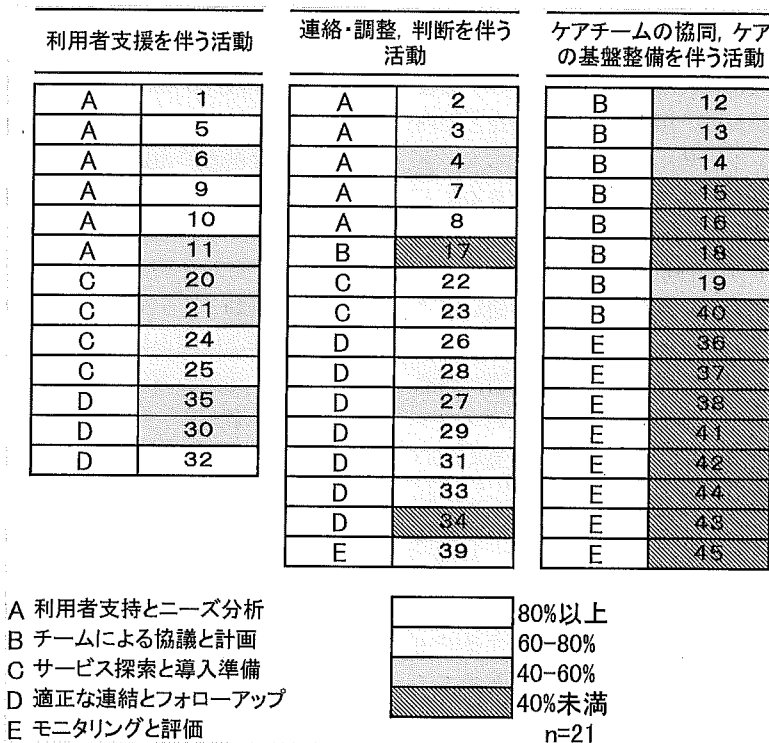 利用者支援を伴う活動
A 1
A 5
A 6
A 9
A 10
A 11
C 20
C 21
C 24
C 25
D 35
D 30
D 32
連絡・調整, 判断を伴う
活動
A 2
A 3
A 4
A 7
A 8
B 17
C 22
C 23
D 26
D 28
D 27
D 29
D 31
D 33
D 34
E 39
ケアチームの協同, ケア
の基盤整備を伴う活動
B 12
B 13
B 14
B 15
B 16
B 18
B 19
B 40
E 36
E 37
E 38
E 41
E 42
E 44
E 43
E 45
A 利用者支持とニーズ分析
B チームによる協議と計画
C サービス探索と導入準備
D 適正な連結とフォローアップ
E モニタリングと評価
80%以上
60-80%
40-60%
40%未満
n=21